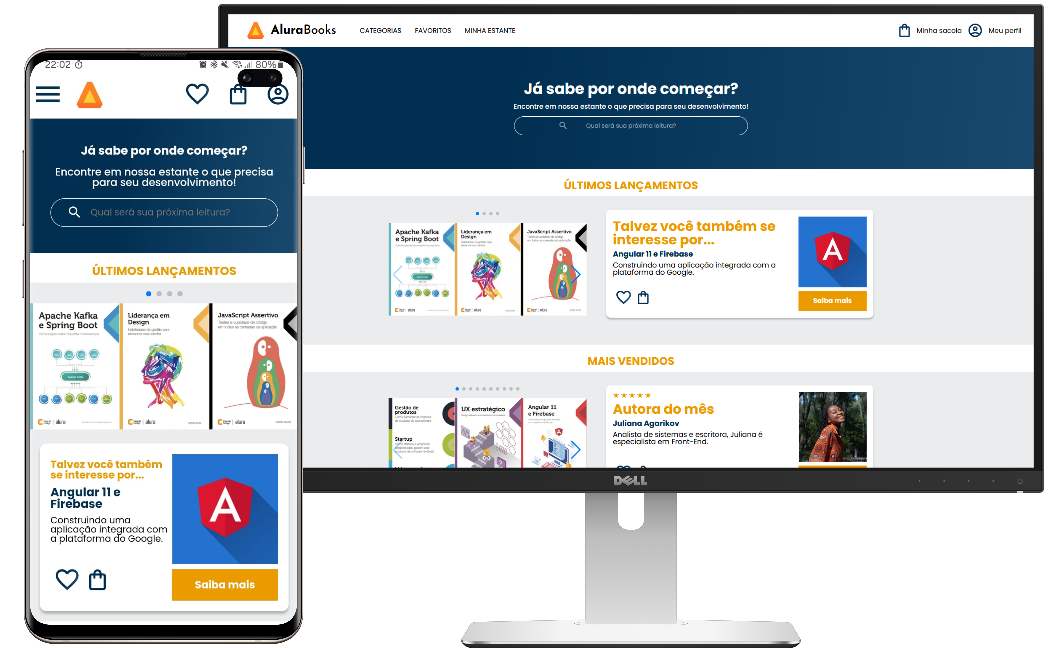 22:02
80%
Já sabe por onde começar?
Encontre em nossa estante o que precisa
para seu desenvolvimento!
Qual será sua próxima leitura?
ÚLTIMOS LANÇAMENTOS
Apache Kafka
e Spring Boot
Liderança em
Design
JavaScript Assertivo
alura
alura
alura
Talvez você também
se interesse por...
Angular 11 e
Firebase
Construindo uma
aplicação integrada com
a plataforma do Google.
A
Saiba mais
AluraBooks
CATEGORIAS
FAVORITOS
MINHA ESTANTE
Minha sacola
Meu perfil
Já sabe por onde começar?
Encontre em nossa estante o que precisa para seu desenvolvimento!
Qual será sua próxima leitura?
ÚLTIMOS LANÇAMENTOS
Apache Kafka
e Spring Boot
Liderança em
Design
JavaScript Assertivo
alura
alura
alura
Talvez você também se
interesse por...
Angular 11 e Firebase
Construindo uma aplicação integrada com a
plataforma do Google.
A
Saiba mais
MAIS VENDIDOS
Gestão de
produtos
Startup
UX estratégico
Angular 11
e Firebase
Autora do mês
Juliana Agarikov
Analista de sistemas e escritora, Juliana é
especialista em Front-End.
DELL